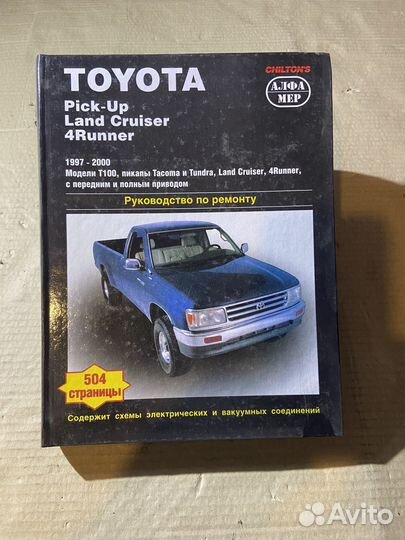 TOYOTA
CHILTON'S
АЛФА
МЕР
Pick-Up
Land Cruiser
4Runner
1997 - 2000
Модели T100, пикапы Tacoma и Tundra, Land Cruiser, 4Runner,
с передним и полным приводом
Руководство по ремонту
504
страницы
Содержит схемы электрических и вакуумных соединений
Avito